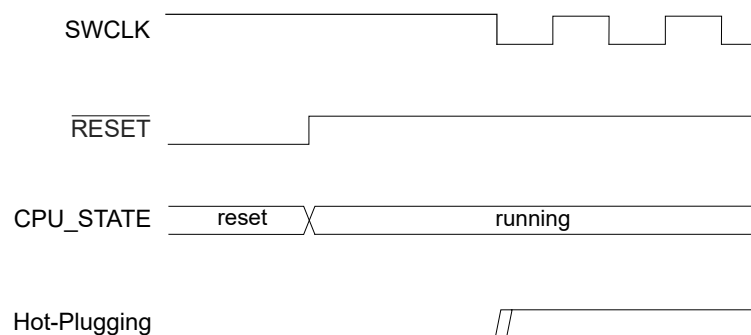 SWCLK
RESET
CPU_STATE
reset
running
Hot-Plugging